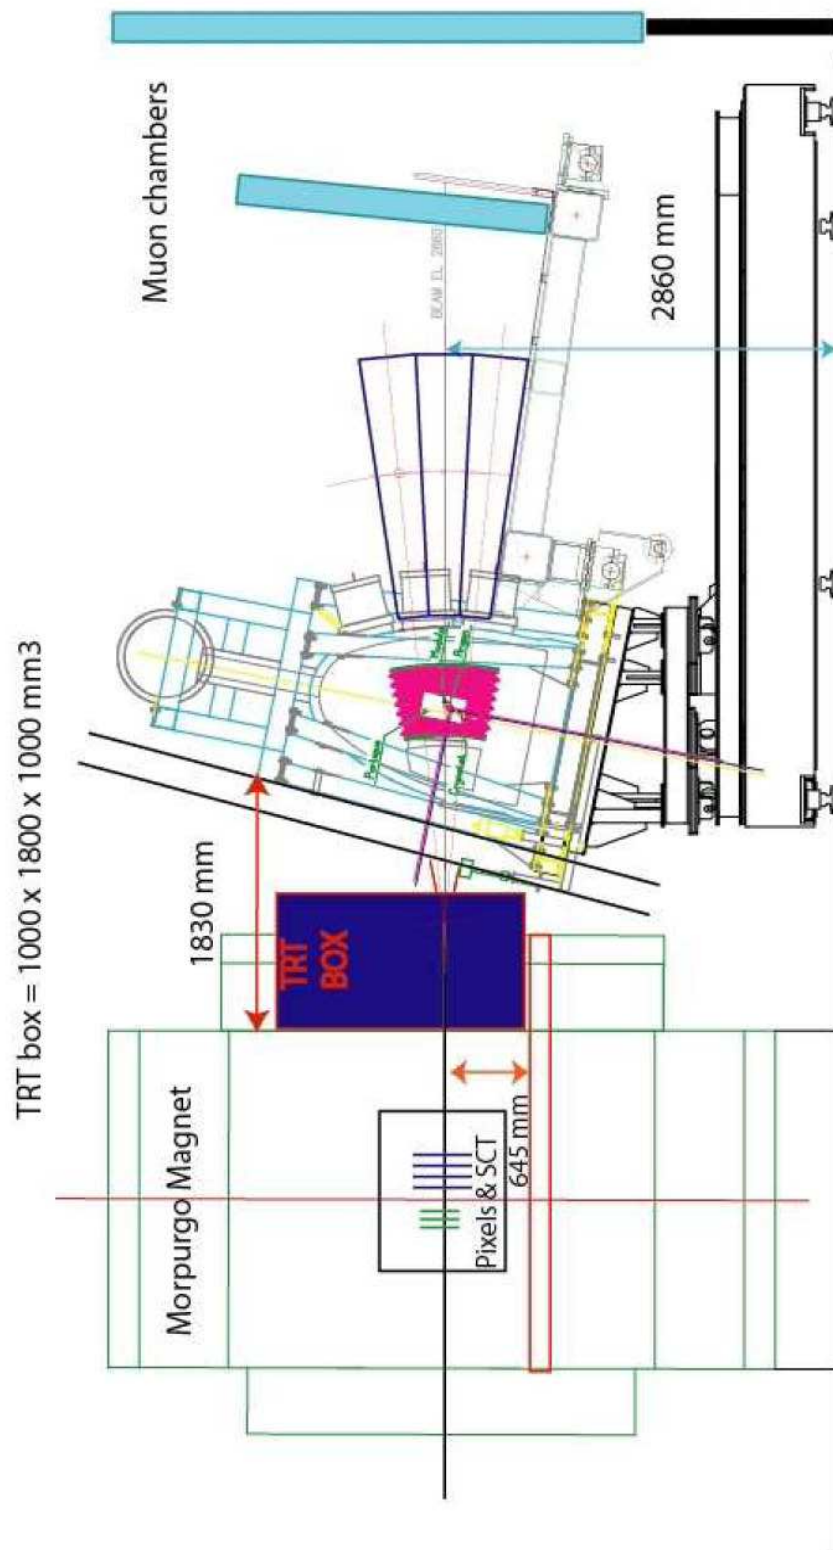 TRT box = 1000 x 1800 x 1000 mm3
Morpurgo Magnet
Pixels & SCT
645 mm
TRT
BOX
1830 mm
Muon chambers
2860 mm